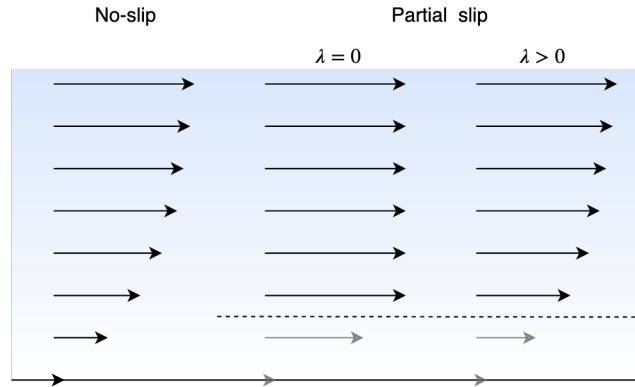 No-slip Partial slip
λ = 0 λ > 0